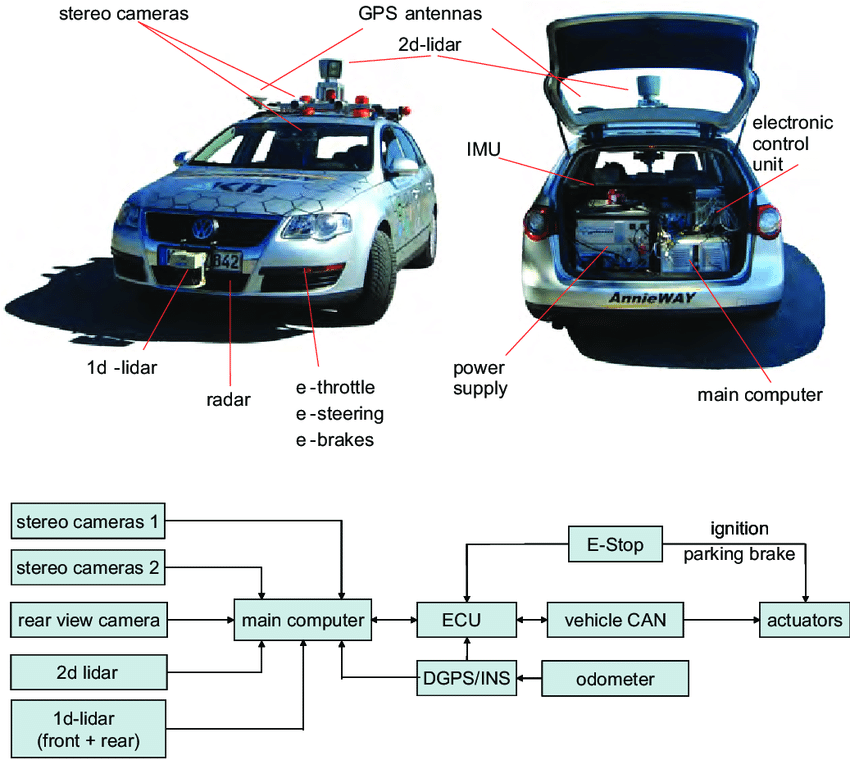 stereo cameras
GPS antennas
2d-lidar
electronic
control
unit
IMU
KIT
842
AnnieWAY
1d -lidar
radar
e -throttle
e -steering
e -brakes
power
supply
main computer
stereo cameras 1
stereo cameras 2
rear view camera
2d lidar
1d-lidar
(front + rear)
main computer
E-Stop
ignition
parking brake
ECU
vehicle CAN
actuators
DGPS/INS
odometer